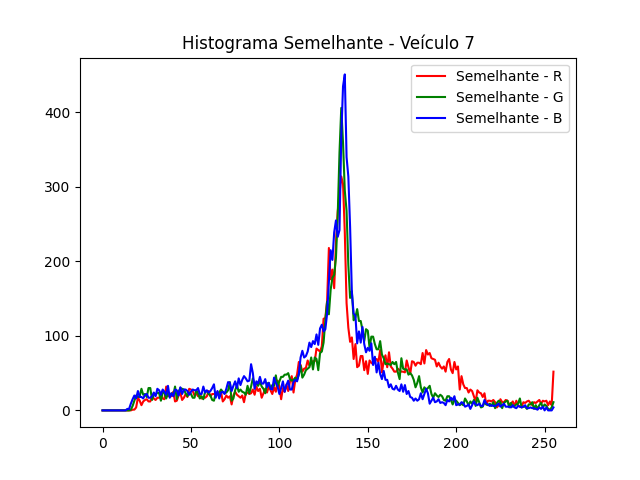 Histograma Semelhante - Veículo 7
Semelhante - R
Semelhante - G
Semelhante - B
400
300
200
100
0
0 50 100 150 200 250